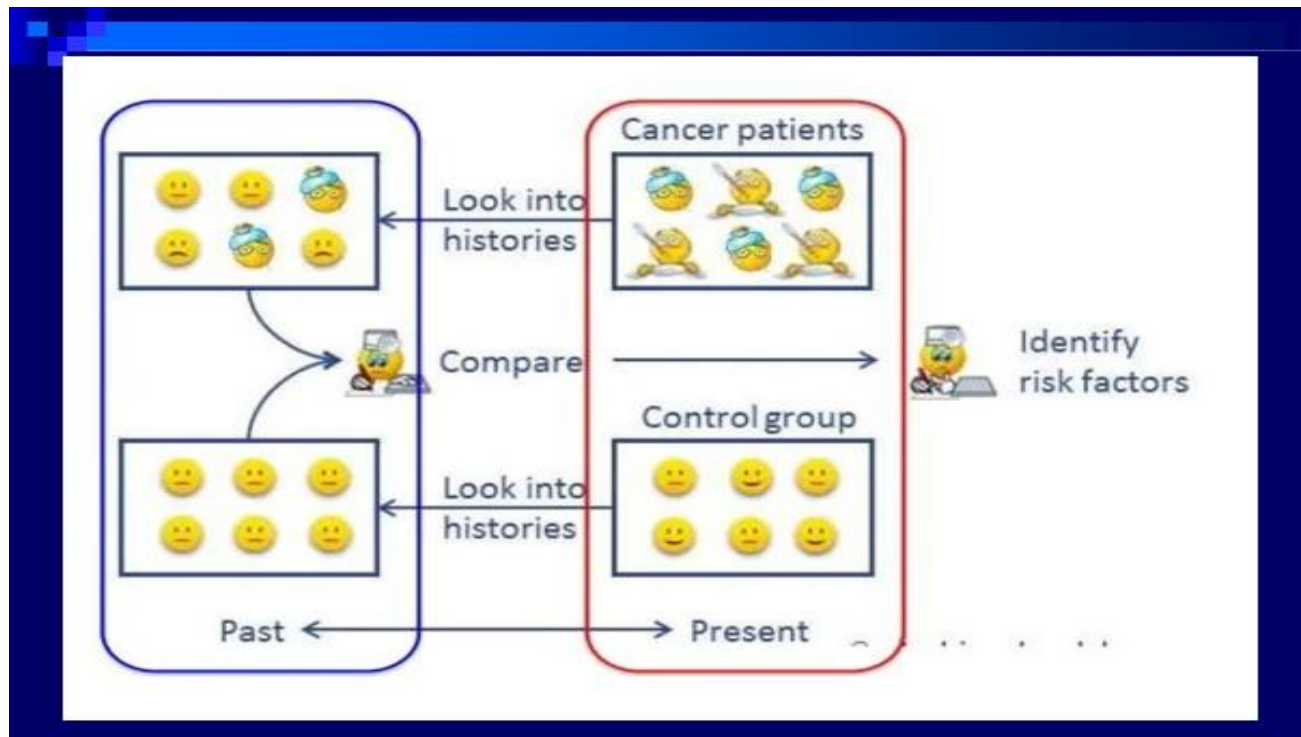 Cancer patients
Look into
histories
Compare
Identify
risk factors
Control group
Look into
histories
Past
Present